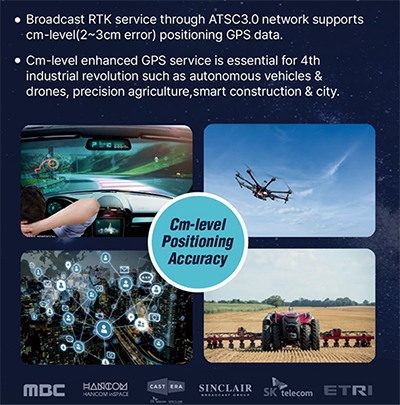 • Broadcast RTK service through ATSC3.0 network supports
cm-level(2~3cm error) positioning GPS data.
• Cm-level enhanced GPS service is essential for 4th
industrial revolution such as autonomous vehicles &
drones, precision agriculture,smart construction & city.
Cm-level
Positioning
Accuracy
MBC
HANCOM
HANCOM inSPACE
CAST ERA
SINCLAIR
BROADCAST GROUP
SK telecom
ETRI